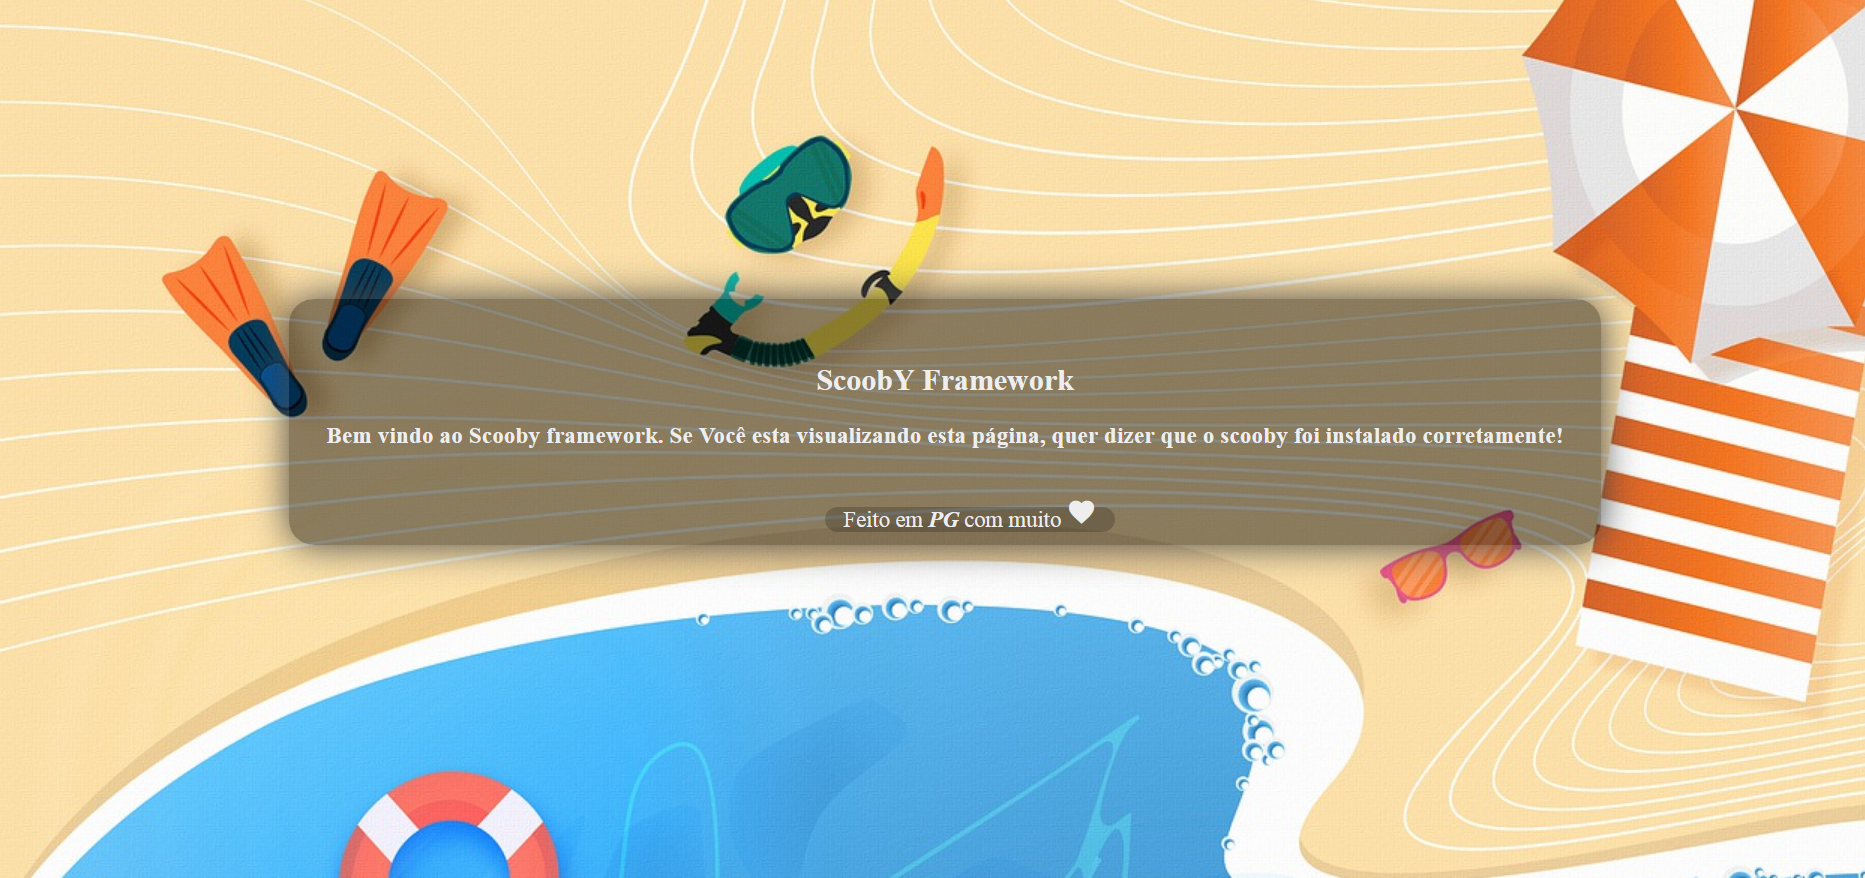 ScoobY Framework
Bem vindo ao Scooby framework. Se Você esta visualizando esta página, quer dizer que o scooby foi instalado corretamente!
Feito em PG com muito